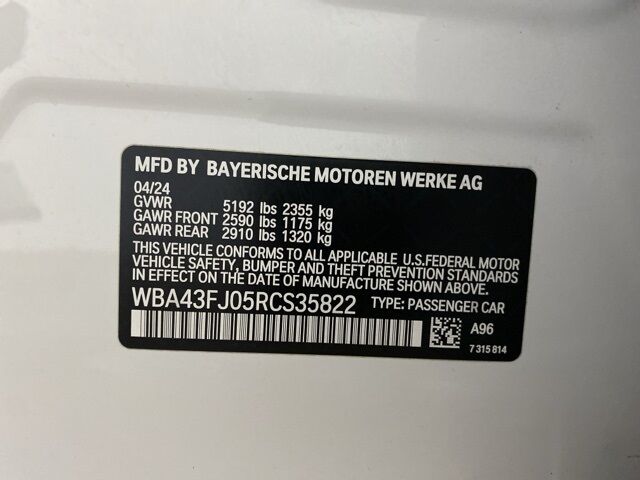 MFD BY BAYERISCHE MOTOREN WERKE AG
04/24
GVWR 5192 lbs 2355 kg
GAWR FRONT 2590 lbs 1175 kg
GAWR REAR 2910 lbs 1320 kg
THIS VEHICLE CONFORMS TO ALL APPLICABLE U.S.FEDERAL MOTOR
VEHICLE SAFETY, BUMPER AND THEFT PREVENTION STANDARDS
IN EFFECT ON THE DATE OF MANUFACTURE SHOWN ABOVE.
WBA43FJ05RCS35822 TYPE: PASSENGER CAR
A96
7 315 814